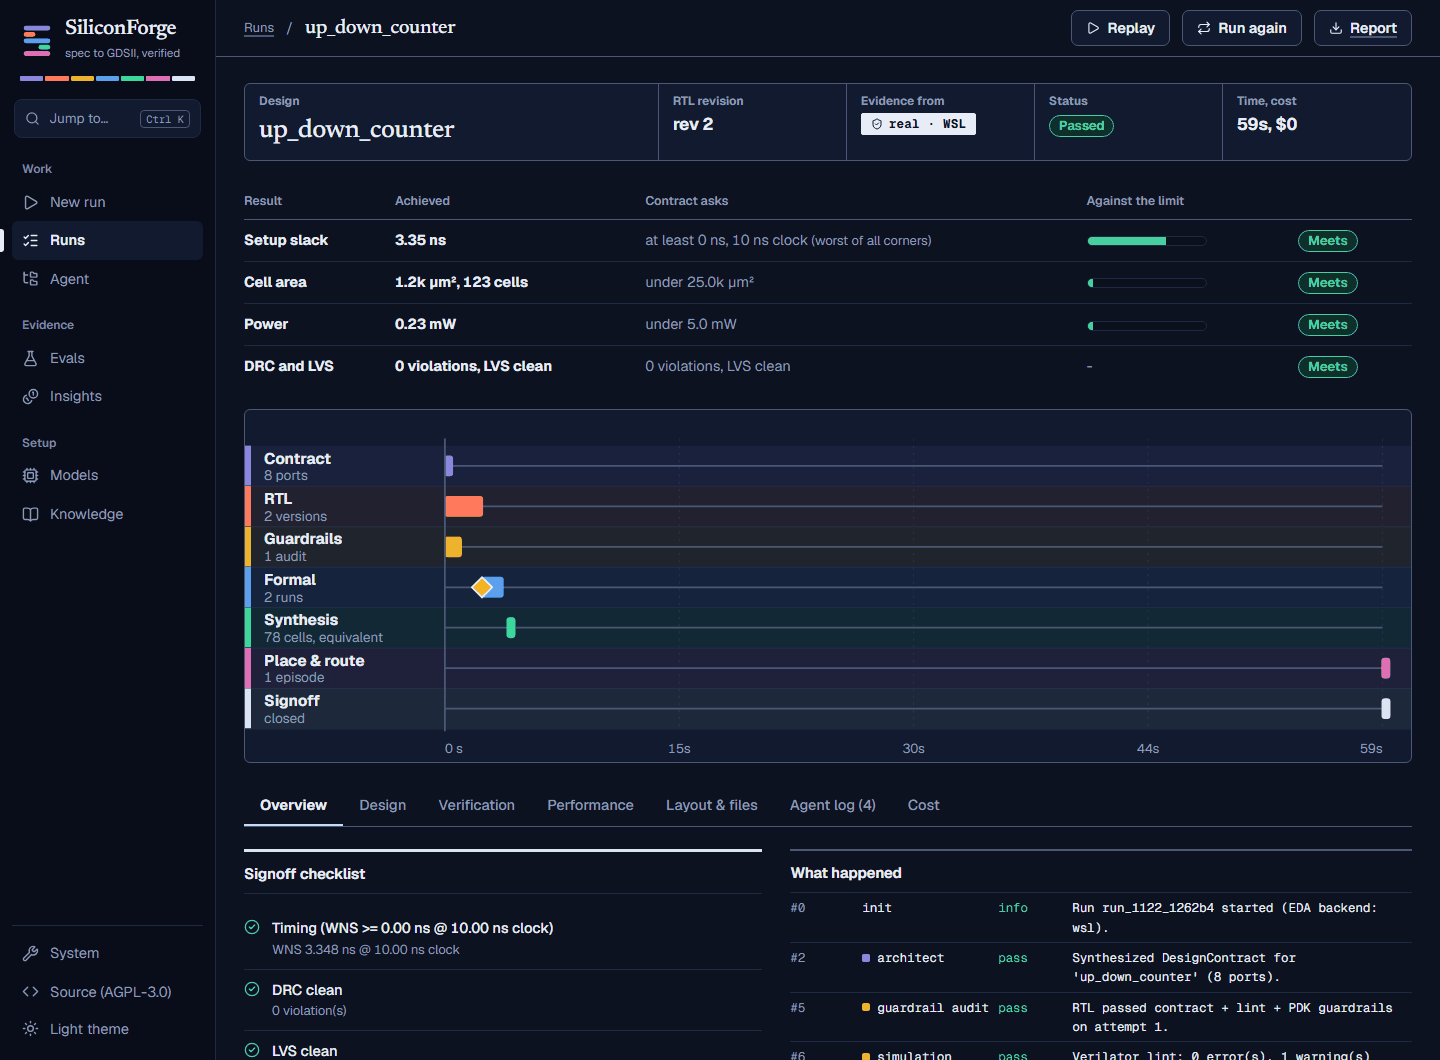 SiliconForge
spec to GDSII, verified
Jump to...
Ctrl K
Work
New run
Runs
Agent
Evidence
Evals
Insights
Setup
Models
Knowledge
System
Source (AGPL-3.0)
Light theme
Runs / up_down_counter
Replay
Run again
Report
Design
up_down_counter
RTL revision
rev 2
Evidence from
real · WSL
Status
Passed
Time, cost
59s, $0
Result Achieved Contract asks Against the limit
Setup slack 3.35 ns at least 0 ns, 10 ns clock (worst of all corners) Meets
Cell area 1.2k µm², 123 cells under 25.0k µm² Meets
Power 0.23 mW under 5.0 mW Meets
DRC and LVS 0 violations, LVS clean 0 violations, LVS clean - Meets
Contract
8 ports
RTL
2 versions
Guardrails
1 audit
Formal
2 runs
Synthesis
78 cells, equivalent
Place & route
1 episode
Signoff
closed
0 s 15s 30s 44s 59s
Overview Design Verification Performance Layout & files Agent log (4) Cost
Signoff checklist
Timing (WNS >= 0.00 ns @ 10.00 ns clock)
WNS 3.348 ns @ 10.00 ns clock
DRC clean
0 violation(s)
LVS clean
What happened
#0 init info Run run_1122_1262b4 started (EDA backend:
wsl).
#2 architect pass Synthesized DesignContract for
'up_down_counter' (8 ports).
#5 guardrail audit pass RTL passed contract + lint + PDK guardrails
on attempt 1.
#6 simulation pass Verilator lint: 0 error(s), 1 warning(s)